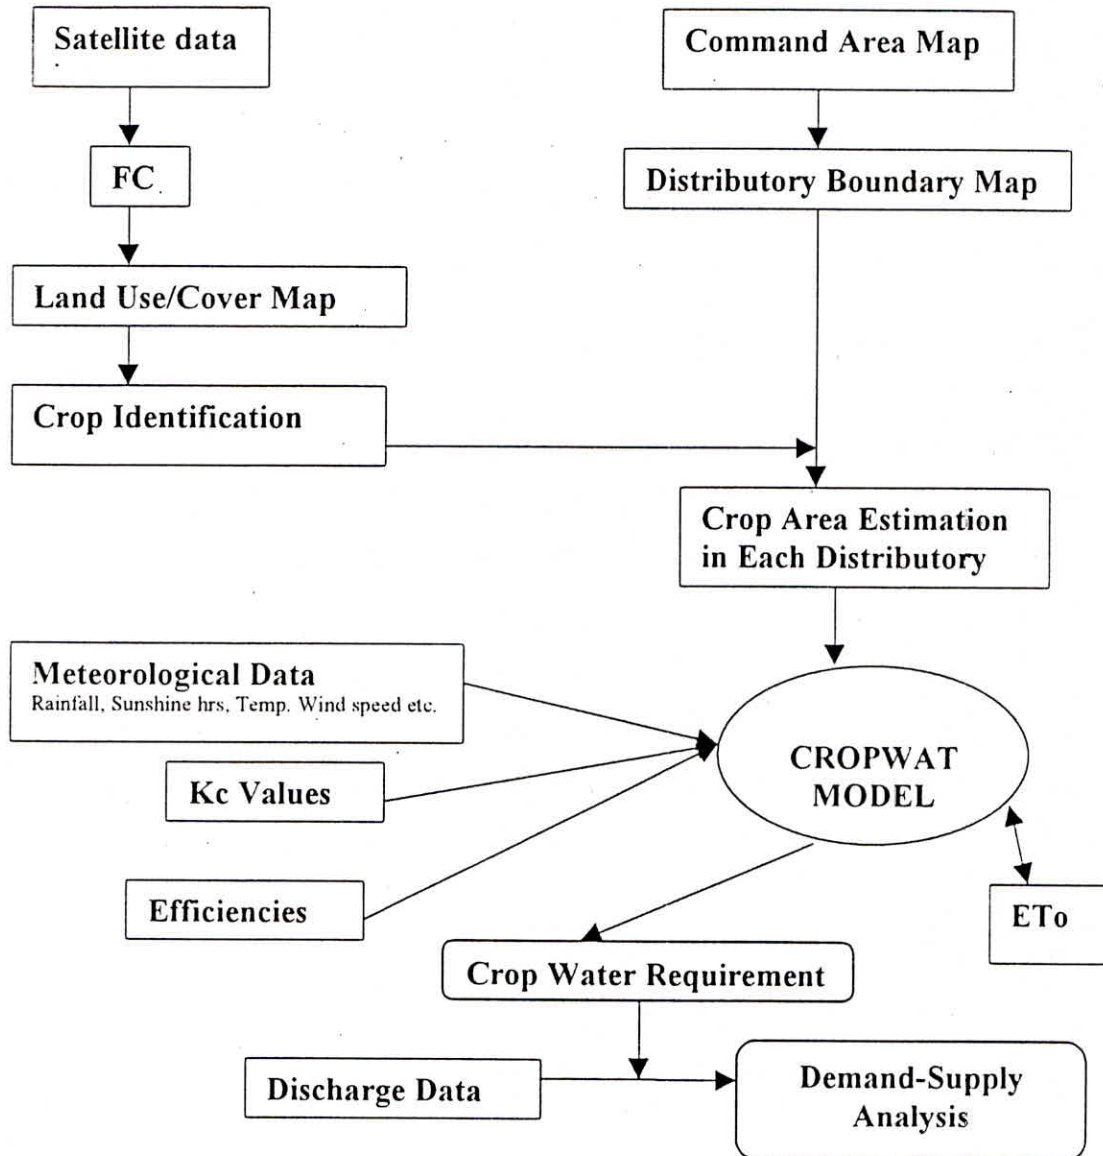 Satellite data
Command Area Map
FC
Distributory Boundary Map
Land Use/Cover Map
Crop Identification
Crop Area Estimation
in Each Distributory
Meteorological Data
Rainfall, Sunshine hrs, Temp. Wind speed etc.
CROPWAT
MODEL
Kc Values
Efficiencies
ETo
Crop Water Requirement
Discharge Data
Demand-Supply
Analysis